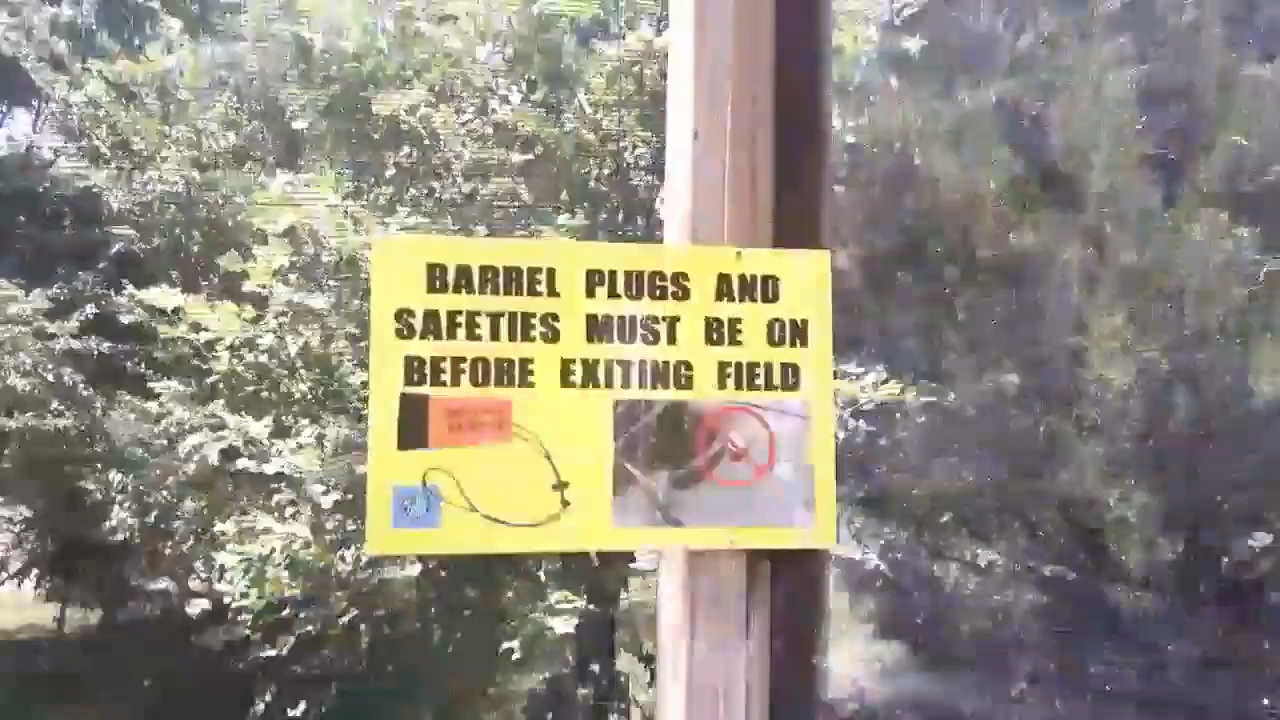 BARREL PLUGS AND
SAFETIES MUST BE ON
BEFORE EXITING FIELD